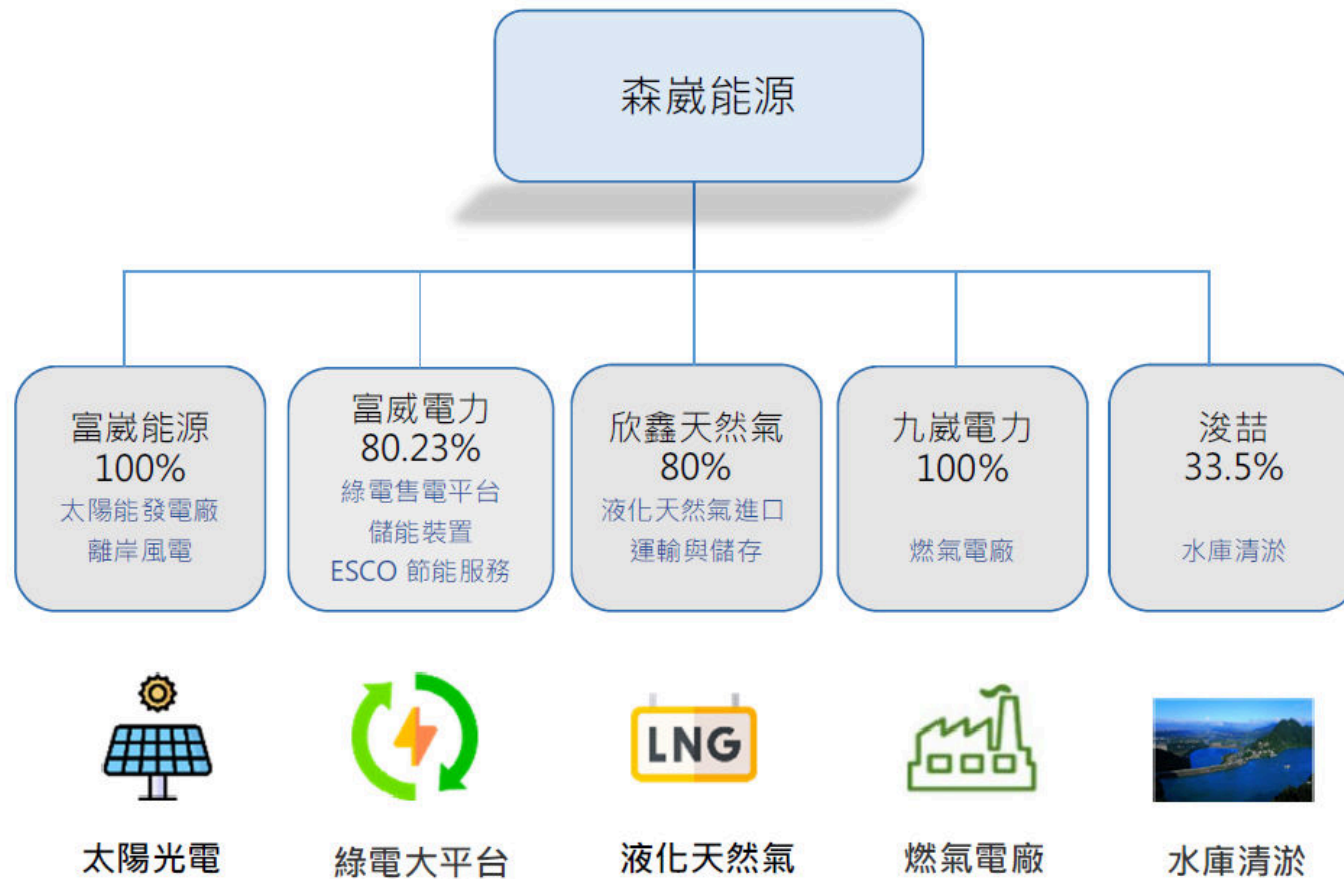 森崴能源
富崴能源
100%
太陽能發電廠
離岸風電
富威電力
80.23%
綠電售電平台
儲能裝置
ESCO 節能服務
欣鑫天然氣
80%
液化天然氣進口
運輸與儲存
九崴電力
100%
燃氣電廠
浚喆
33.5%
水庫清淤
LNG
太陽光電
綠電大平台
液化天然氣
燃氣電廠
水庫清淤